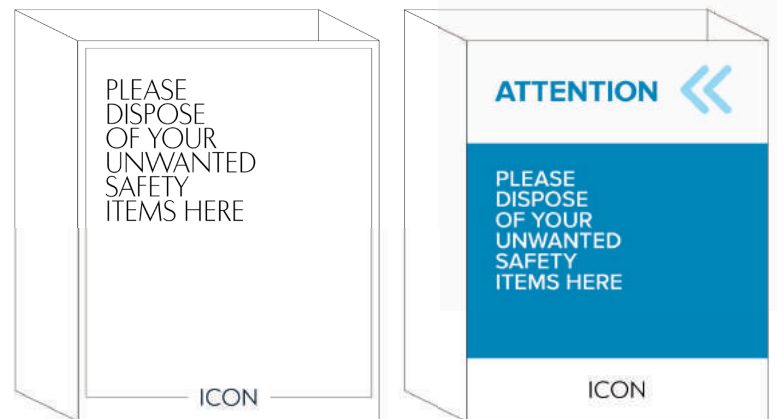 PLEASE
DISPOSE
OF YOUR
UNWANTED
SAFETY
ITEMS HERE
ICON
ATTENTION
PLEASE
DISPOSE
OF YOUR
UNWANTED
SAFETY
ITEMS HERE
ICON